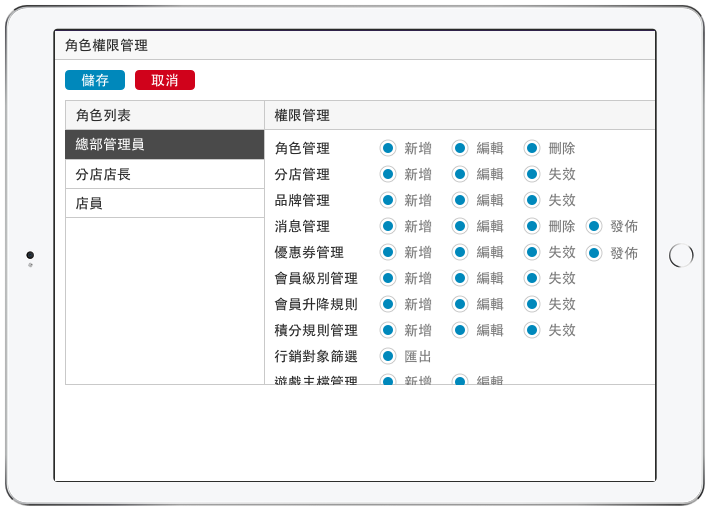 角色權限管理
儲存 取消
角色列表 權限管理
總部管理員
分店店長
店員
角色管理 新增 編輯 刪除
分店管理 新增 編輯 失效
品牌管理 新增 編輯 失效
消息管理 新增 編輯 刪除 發佈
優惠券管理 新增 編輯 失效 發佈
會員級別管理 新增 編輯 失效
會員升降規則 新增 編輯 失效
積分規則管理 新增 編輯 失效
行銷對象篩選 匯出
遊戲主檔管理 新增 編輯